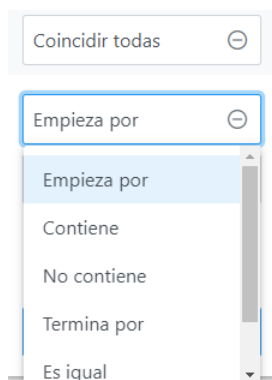 Coincidir todas
Empieza por
Empieza por
Contiene
No contiene
Termina por
Es igual